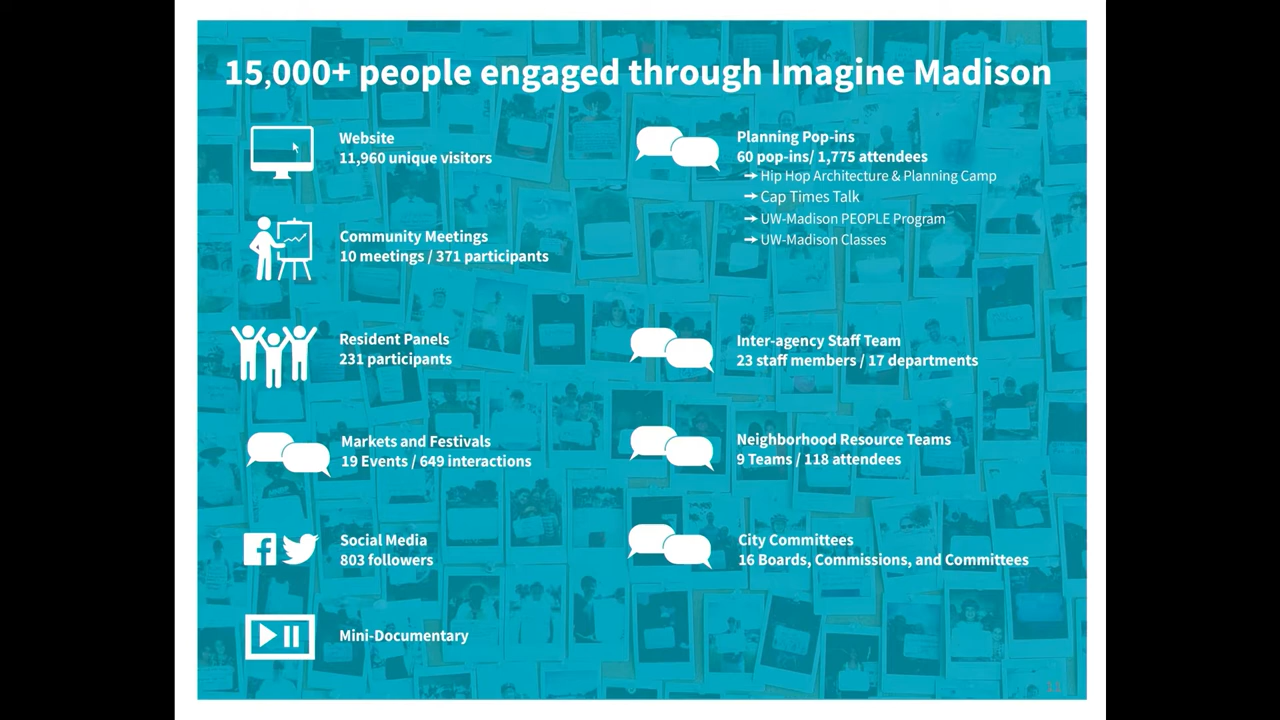 15,000+ people engaged through Imagine Madison
Website
11,960 unique visitors
Community Meetings
10 meetings / 371 participants
Resident Panels
231 participants
Markets and Festivals
19 Events / 649 interactions
Social Media
803 followers
Mini-Documentary
Planning Pop-ins
60 pop-ins/ 1,775 attendees
Hip Hop Architecture & Planning Camp
Cap Times Talk
UW-Madison PEOPLE Program
UW-Madison Classes
Inter-agency Staff Team
23 staff members / 17 departments
Neighborhood Resource Teams
9 Teams / 118 attendees
City Committees
16 Boards, Commissions, and Committees